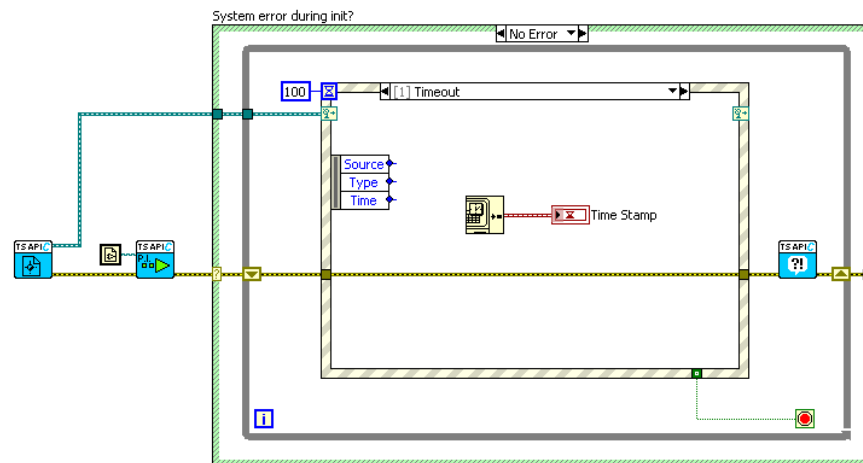 System error during init?
No Error
100
[1] Timeout
Source
Type
Time
Time Stamp
TS API C
TS API C
P.I.
TS API C
?!
?
i